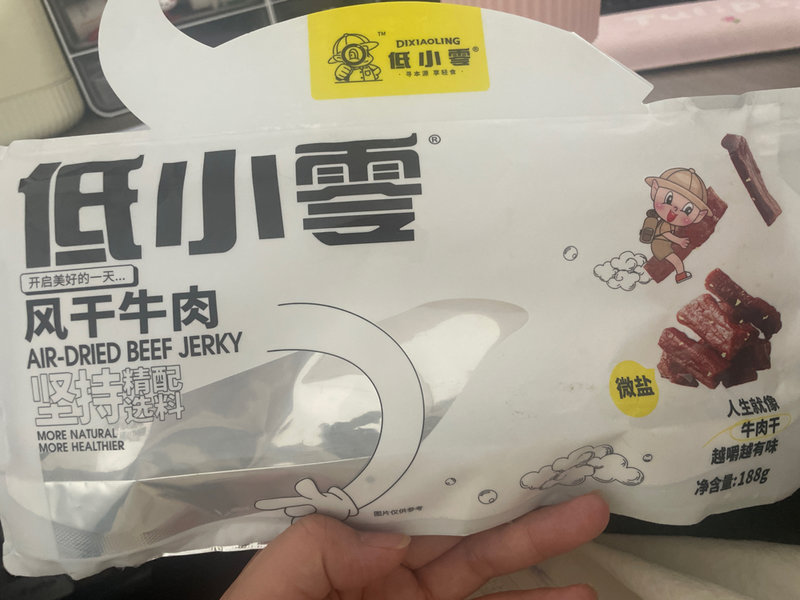 TM
DIXIAOLING
低小零®
·寻本源 享轻食·
低小零®
开启美好的一天...
风干牛肉
AIR-DRIED BEEF JERKY
坚持精配选料
MORE NATURAL
MORE HEALTHIER
微盐
人生就像
牛肉干
越嚼越有味
净含量:188g
图片仅供参考